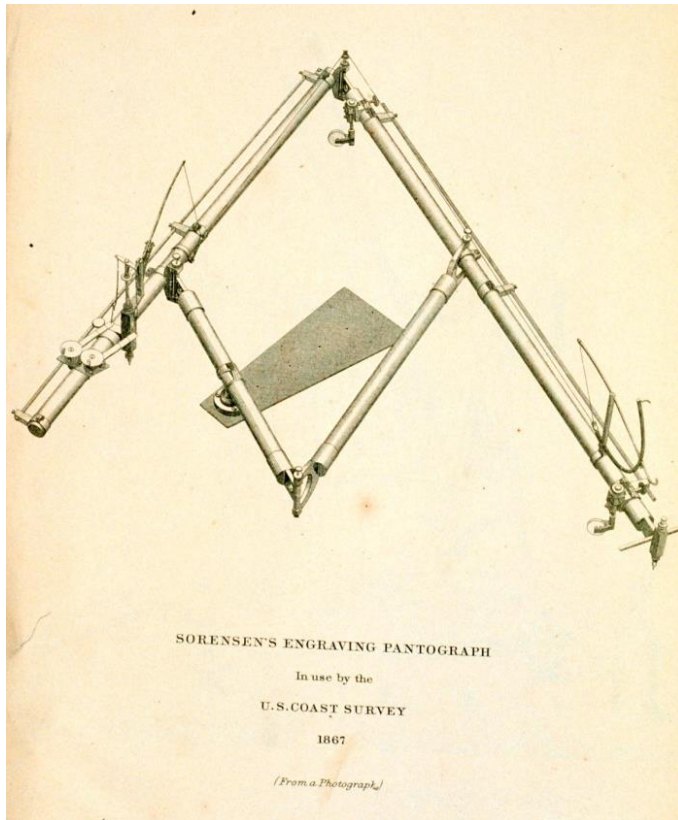 SORENSEN'S ENGRAVING PANTOGRAPH
In use by the
U.S.COAST SURVEY
1867
(From a Photograph.)